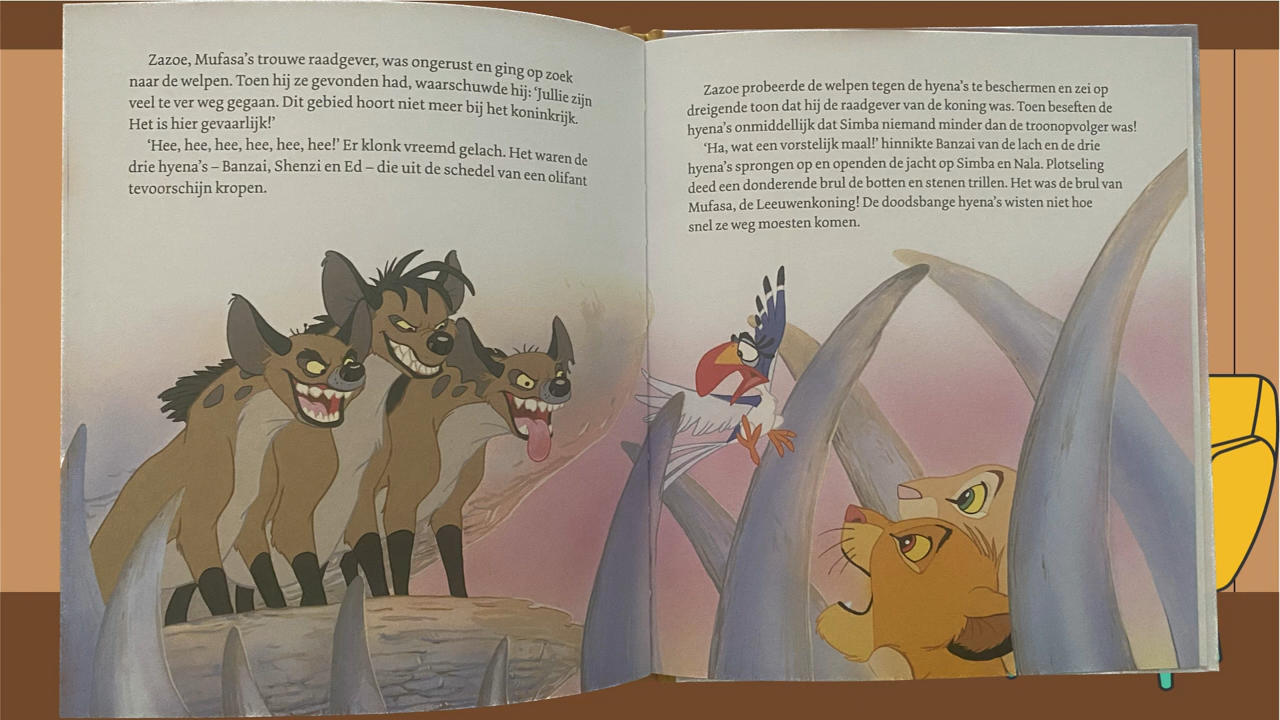 Zazoe, Mufasa's trouwe raadgever, was ongerust en ging op zoek
naar de welpen. Toen hij ze gevonden had, waarschuwde hij: 'Jullie zijn
veel te ver weg gegaan. Dit gebied hoort niet meer bij het koninkrijk.
Het is hier gevaarlijk!'
'Hee, hee, hee, hee, hee, hee!' Er klonk vreemd gelach. Het waren de
drie hyena's – Banzai, Shenzi en Ed – die uit de schedel van een olifant
tevoorschijn kropen.
Zazoe probeerde de welpen tegen de hyena's te beschermen en zei op
dreigende toon dat hij de raadgever van de koning was. Toen beseften de
hyena's onmiddellijk dat Simba niemand minder dan de troonopvolger was!
'Ha, wat een vorstelijk maal!' hinnikte Banzai van de lach en de drie
hyena's sprongen op en openden de jacht op Simba en Nala. Plotseling
deed een donderende brul de botten en stenen trillen. Het was de brul van
Mufasa, de Leeuwenkoning! De doodsbange hyena's wisten niet hoe
snel ze weg moesten komen.